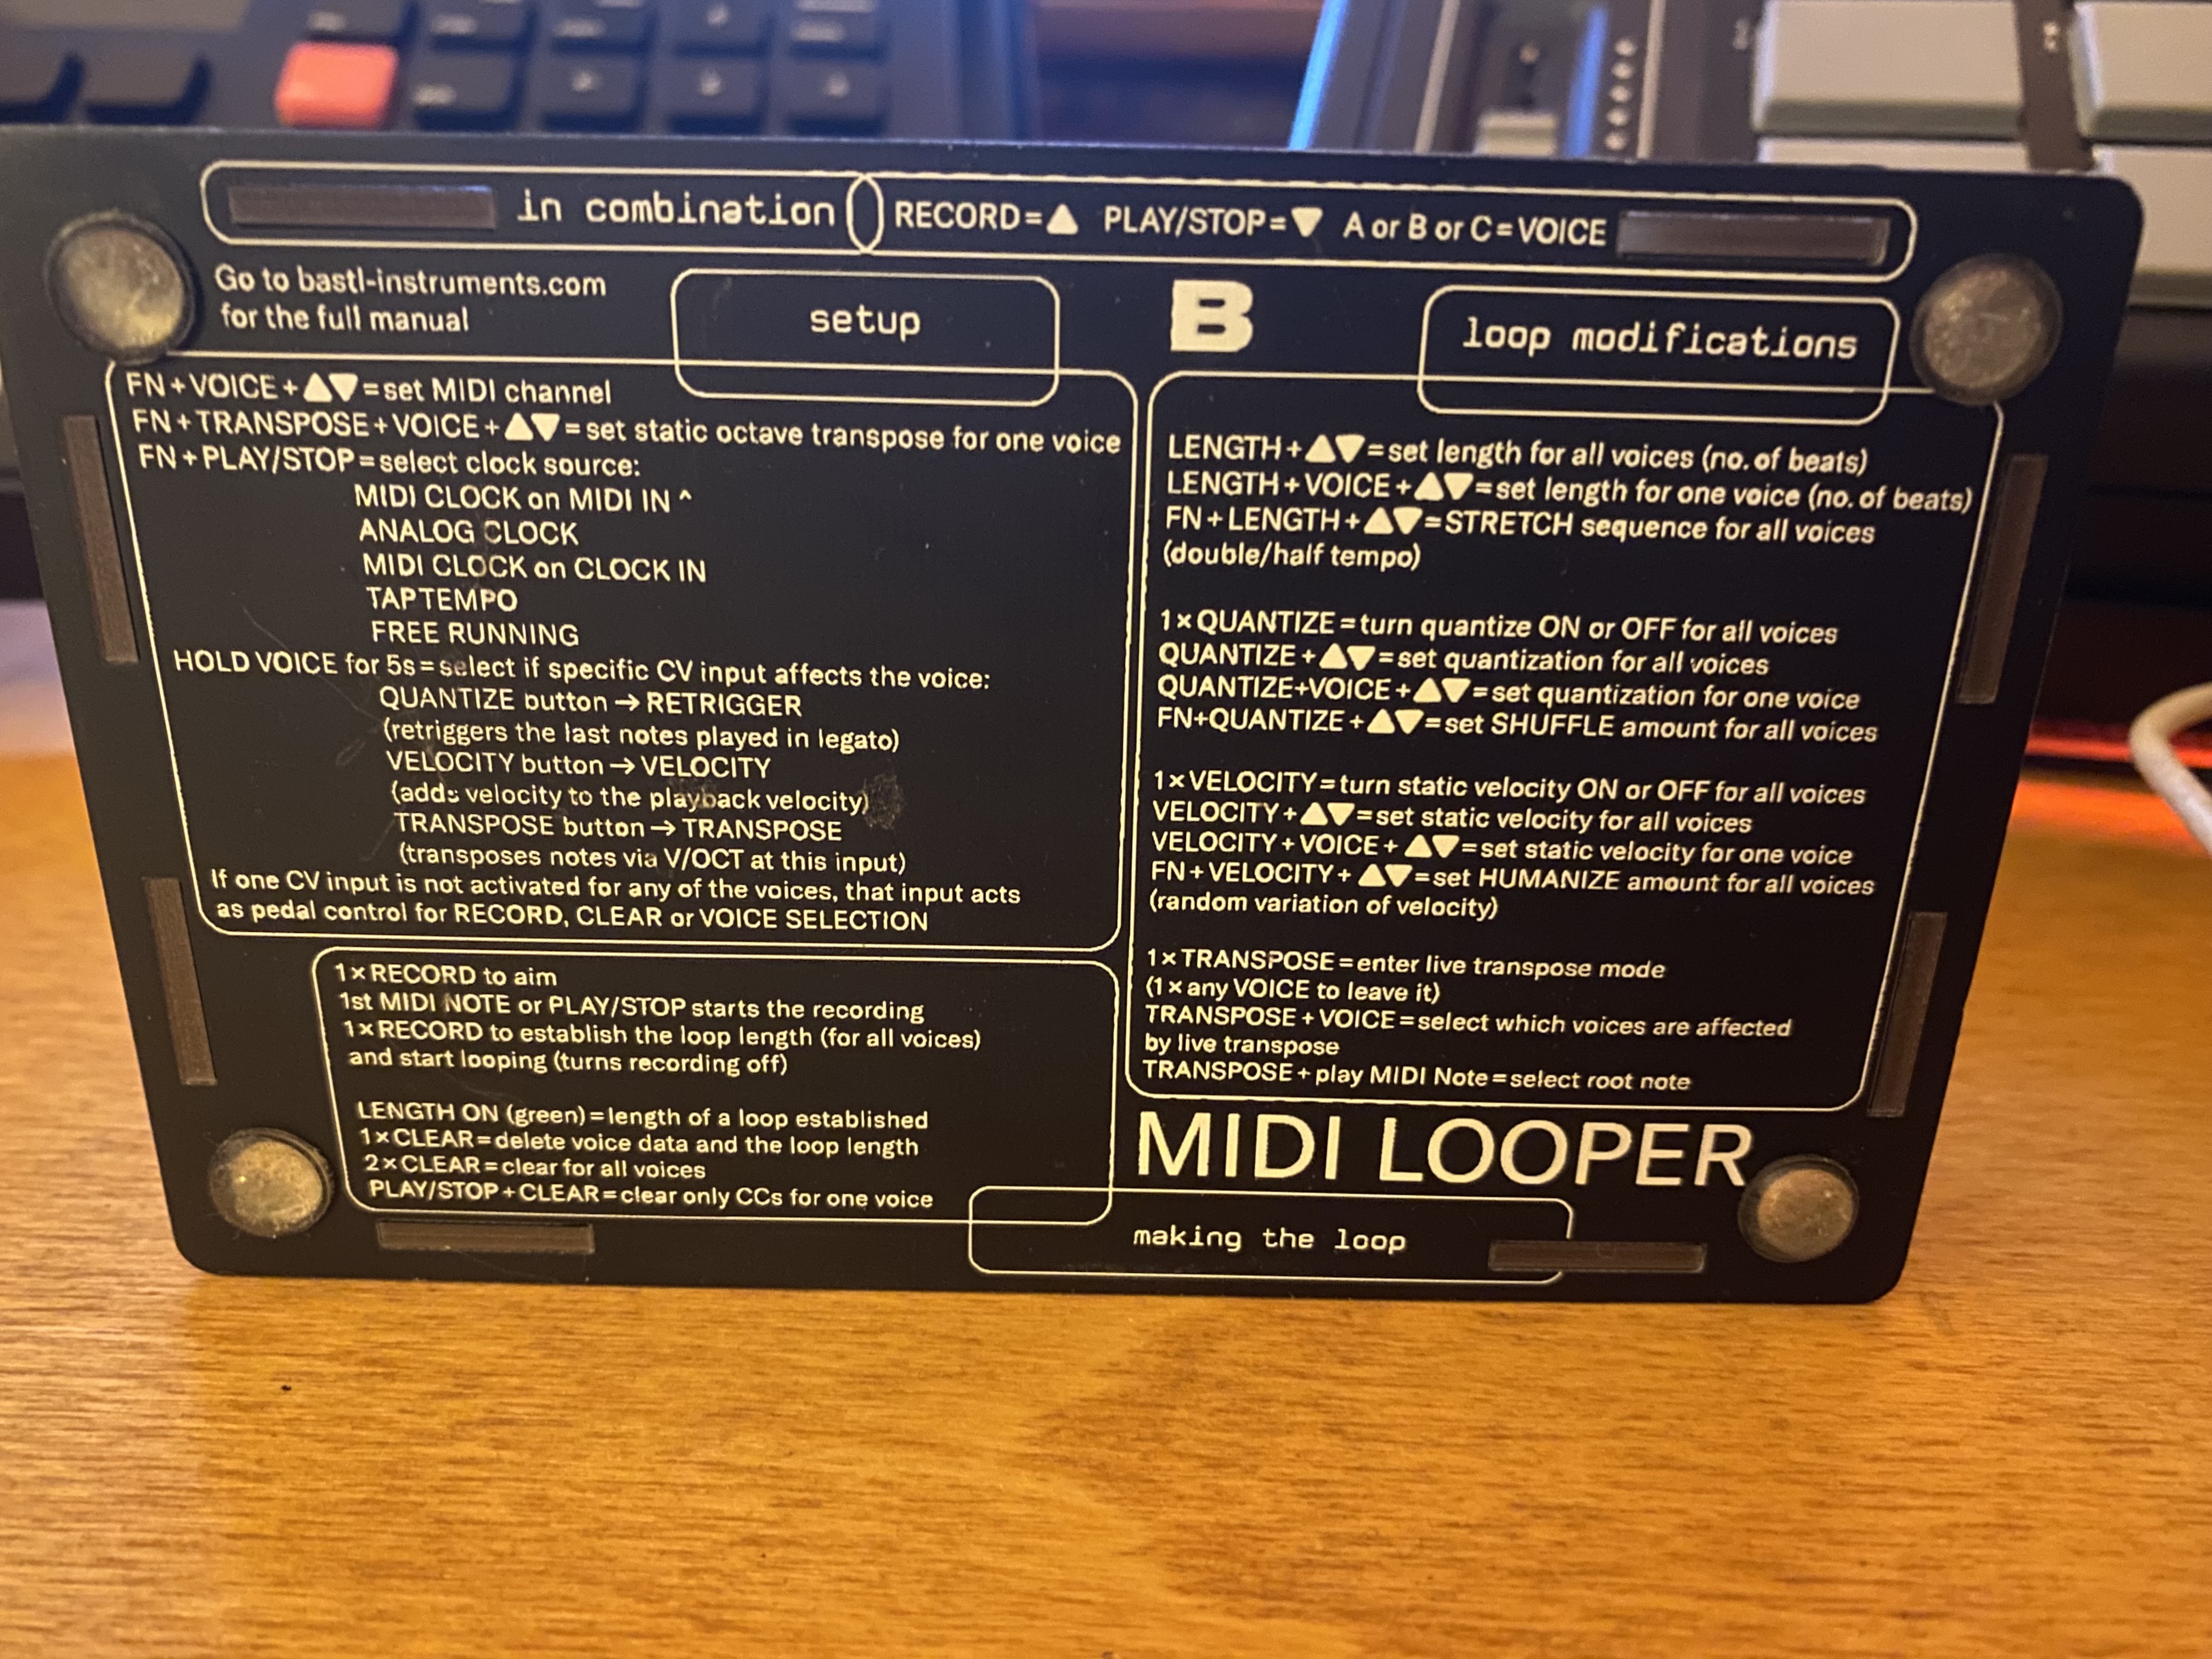 in combination RECORD=▲ PLAY/STOP=▼ A or B or C=VOICE
Go to bastl-instruments.com
for the full manual
setup
FN+VOICE+▲▼=set MIDI channel
FN+TRANSPOSE+VOICE+▲▼=set static octave transpose for one voice
FN+PLAY/STOP=select clock source:
MIDI CLOCK on MIDI IN ^
ANALOG CLOCK
MIDI CLOCK on CLOCK IN
TAP TEMPO
FREE RUNNING
HOLD VOICE for 5s=select if specific CV input affects the voice:
QUANTIZE button → RETRIGGER
(retriggers the last notes played in legato)
VELOCITY button → VELOCITY
(adds velocity to the playback velocity)
TRANSPOSE button → TRANSPOSE
(transposes notes via V/OCT at this input)
If one CV input is not activated for any of the voices, that input acts
as pedal control for RECORD, CLEAR or VOICE SELECTION
B
loop modifications
LENGTH+▲▼=set length for all voices (no. of beats)
LENGTH+VOICE+▲▼=set length for one voice (no. of beats)
FN+LENGTH+▲▼=STRETCH sequence for all voices
(double/half tempo)
1×QUANTIZE=turn quantize ON or OFF for all voices
QUANTIZE+▲▼=set quantization for all voices
QUANTIZE+VOICE+▲▼=set quantization for one voice
FN+QUANTIZE+▲▼=set SHUFFLE amount for all voices
1×VELOCITY=turn static velocity ON or OFF for all voices
VELOCITY+▲▼=set static velocity for all voices
VELOCITY+VOICE+ ▲▼=set static velocity for one voice
FN+VELOCITY+ ▲▼=set HUMANIZE amount for all voices
(random variation of velocity)
1×TRANSPOSE=enter live transpose mode
(1×any VOICE to leave it)
TRANSPOSE+VOICE=select which voices are affected
by live transpose
TRANSPOSE+play MIDI Note=select root note
1×RECORD to aim
1st MIDI NOTE or PLAY/STOP starts the recording
1×RECORD to establish the loop length (for all voices)
and start looping (turns recording off)
LENGTH ON (green)=length of a loop established
1×CLEAR=delete voice data and the loop length
2×CLEAR=clear for all voices
PLAY/STOP+CLEAR=clear only CCs for one voice
MIDI LOOPER
making the loop